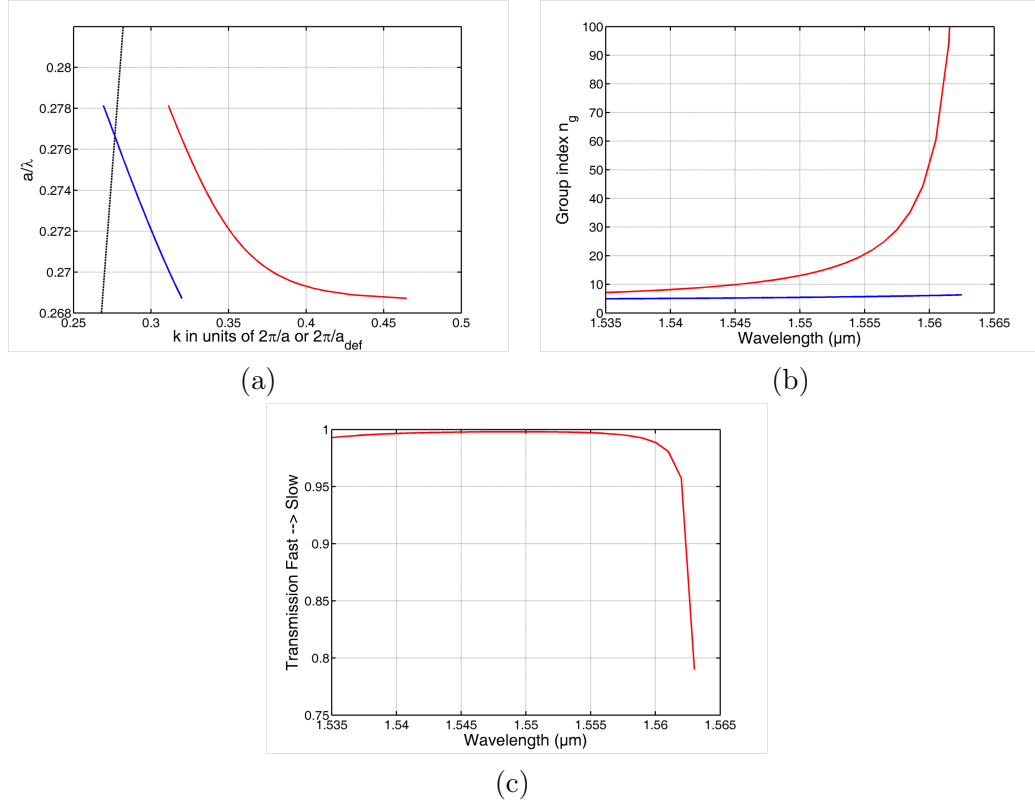 0.28
0.278
0.276
0.274
0.272
0.27
0.268
a/λ
0.25 0.3 0.35 0.4 0.45 0.5
k in units of 2π/a or 2π/a_def
(a)
100
90
80
70
60
50
40
30
20
10
0
Group index n_g
1.535 1.54 1.545 1.55 1.555 1.56 1.565
Wavelength (µm)
(b)
1
0.95
0.9
0.85
0.8
0.75
Transmission Fast --> Slow
1.535 1.54 1.545 1.55 1.555 1.56 1.565
Wavelength (µm)
(c)